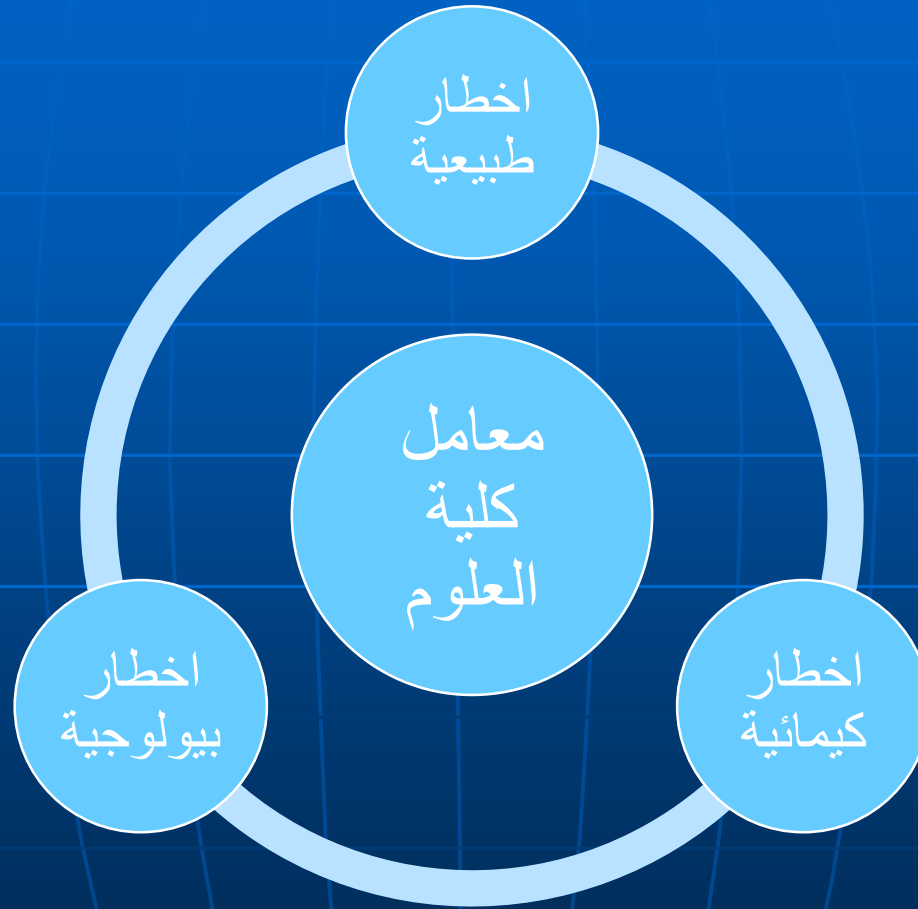 اخطار
طبيعية
معامل
كلية
العلوم
اخطار
كيمائية
اخطار
بيولوجية